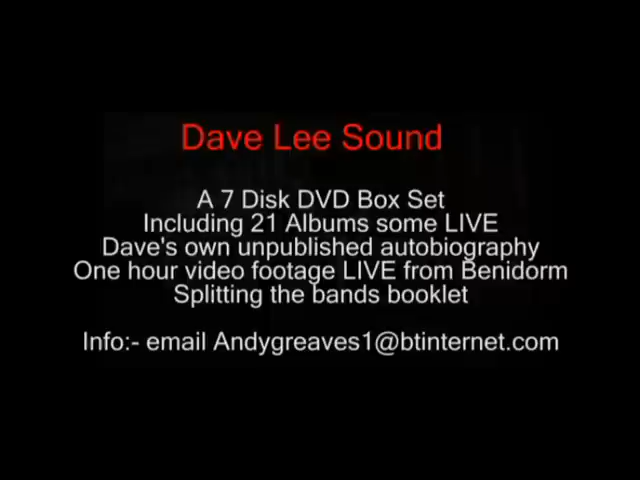 Dave Lee Sound
A 7 Disk DVD Box Set
Including 21 Albums some LIVE
Dave's own unpublished autobiography
One hour video footage LIVE from Benidorm
Splitting the bands booklet
Info:- email Andygreaves1@btinternet.com